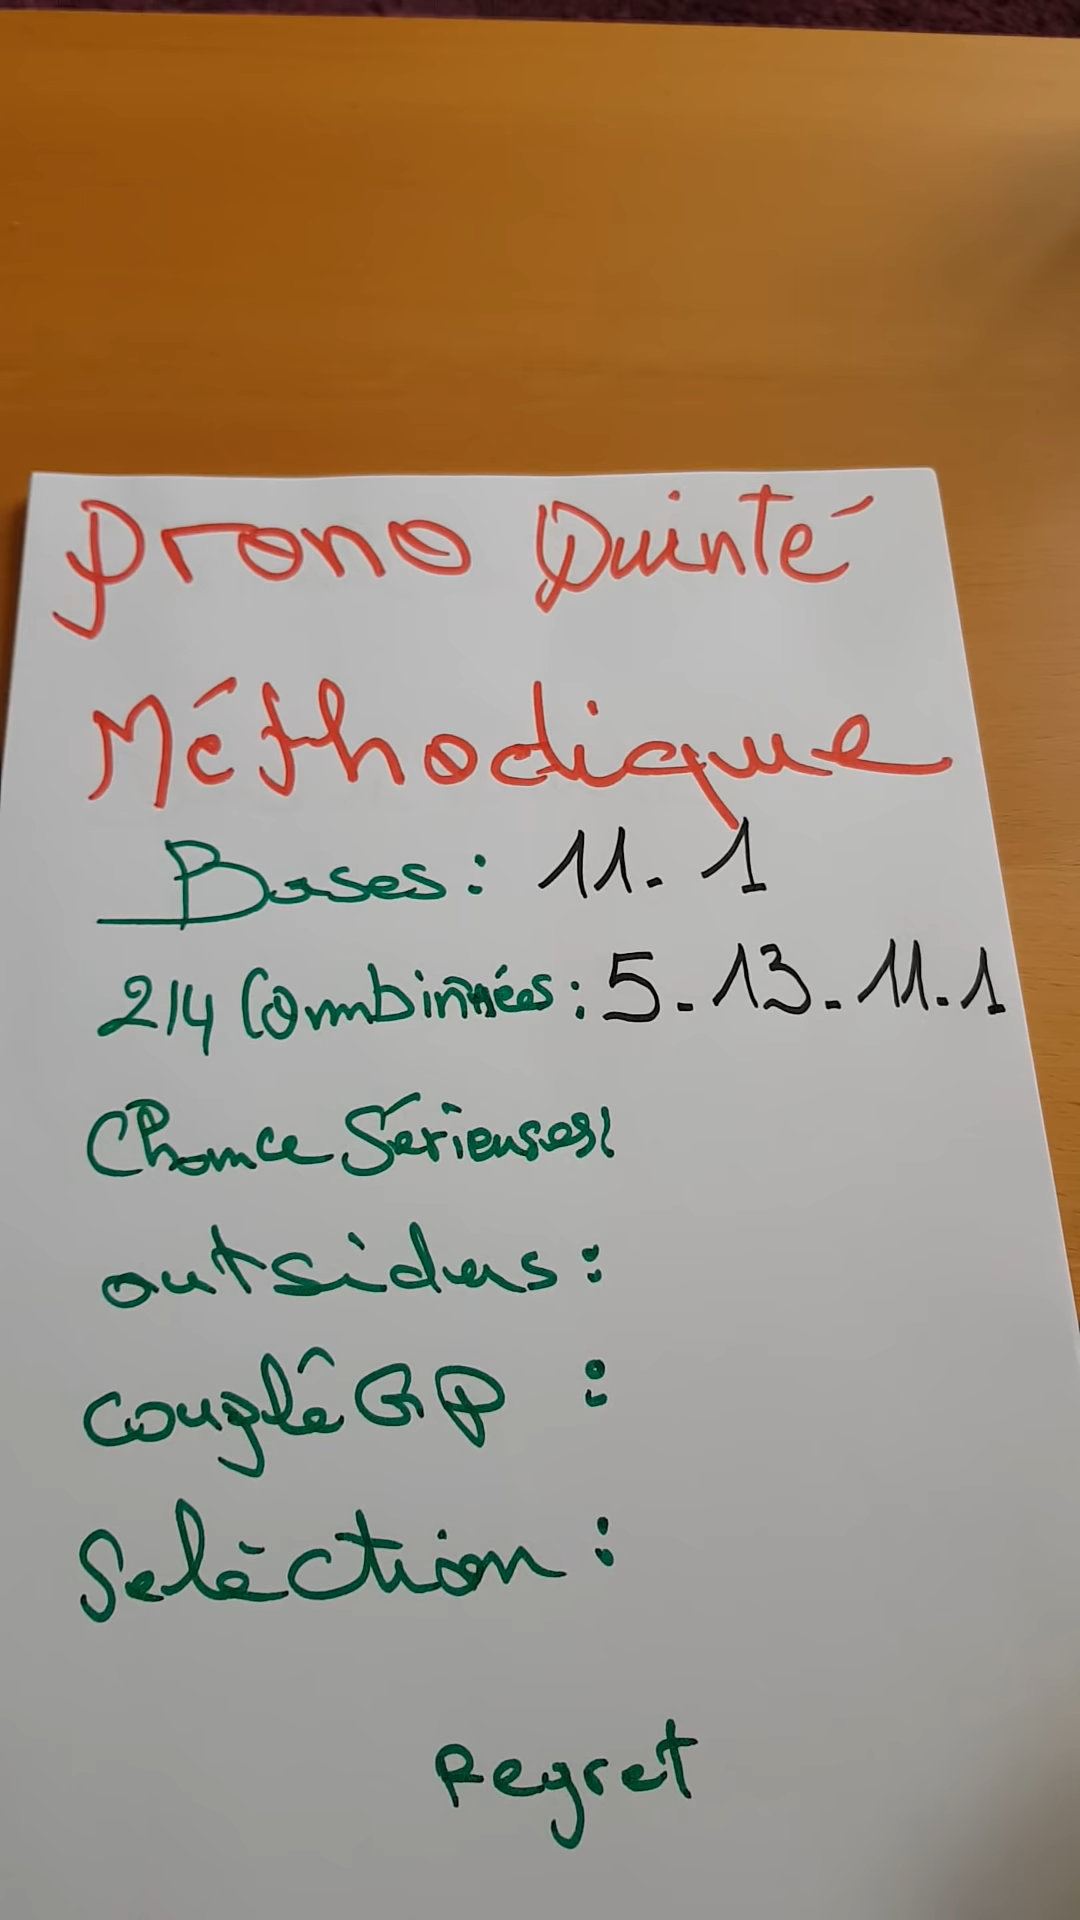 Prono Quinté
Méthodique
Bases : 11. 1
2/4 Combinées : 5. 13. 11. 1
Chance Sérieuses :
outsiders :
couplé GP :
Seléction :
Regret